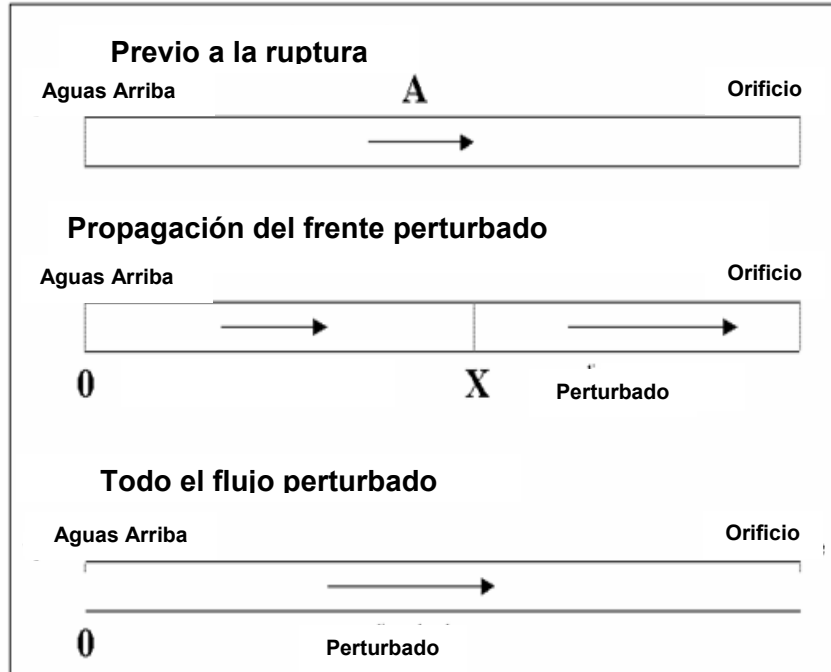 Previo a la ruptura
Aguas Arriba
A
Orificio
Propagación del frente perturbado
Aguas Arriba
Orificio
0
X
Perturbado
Todo el flujo perturbado
Aguas Arriba
Orificio
0
Perturbado